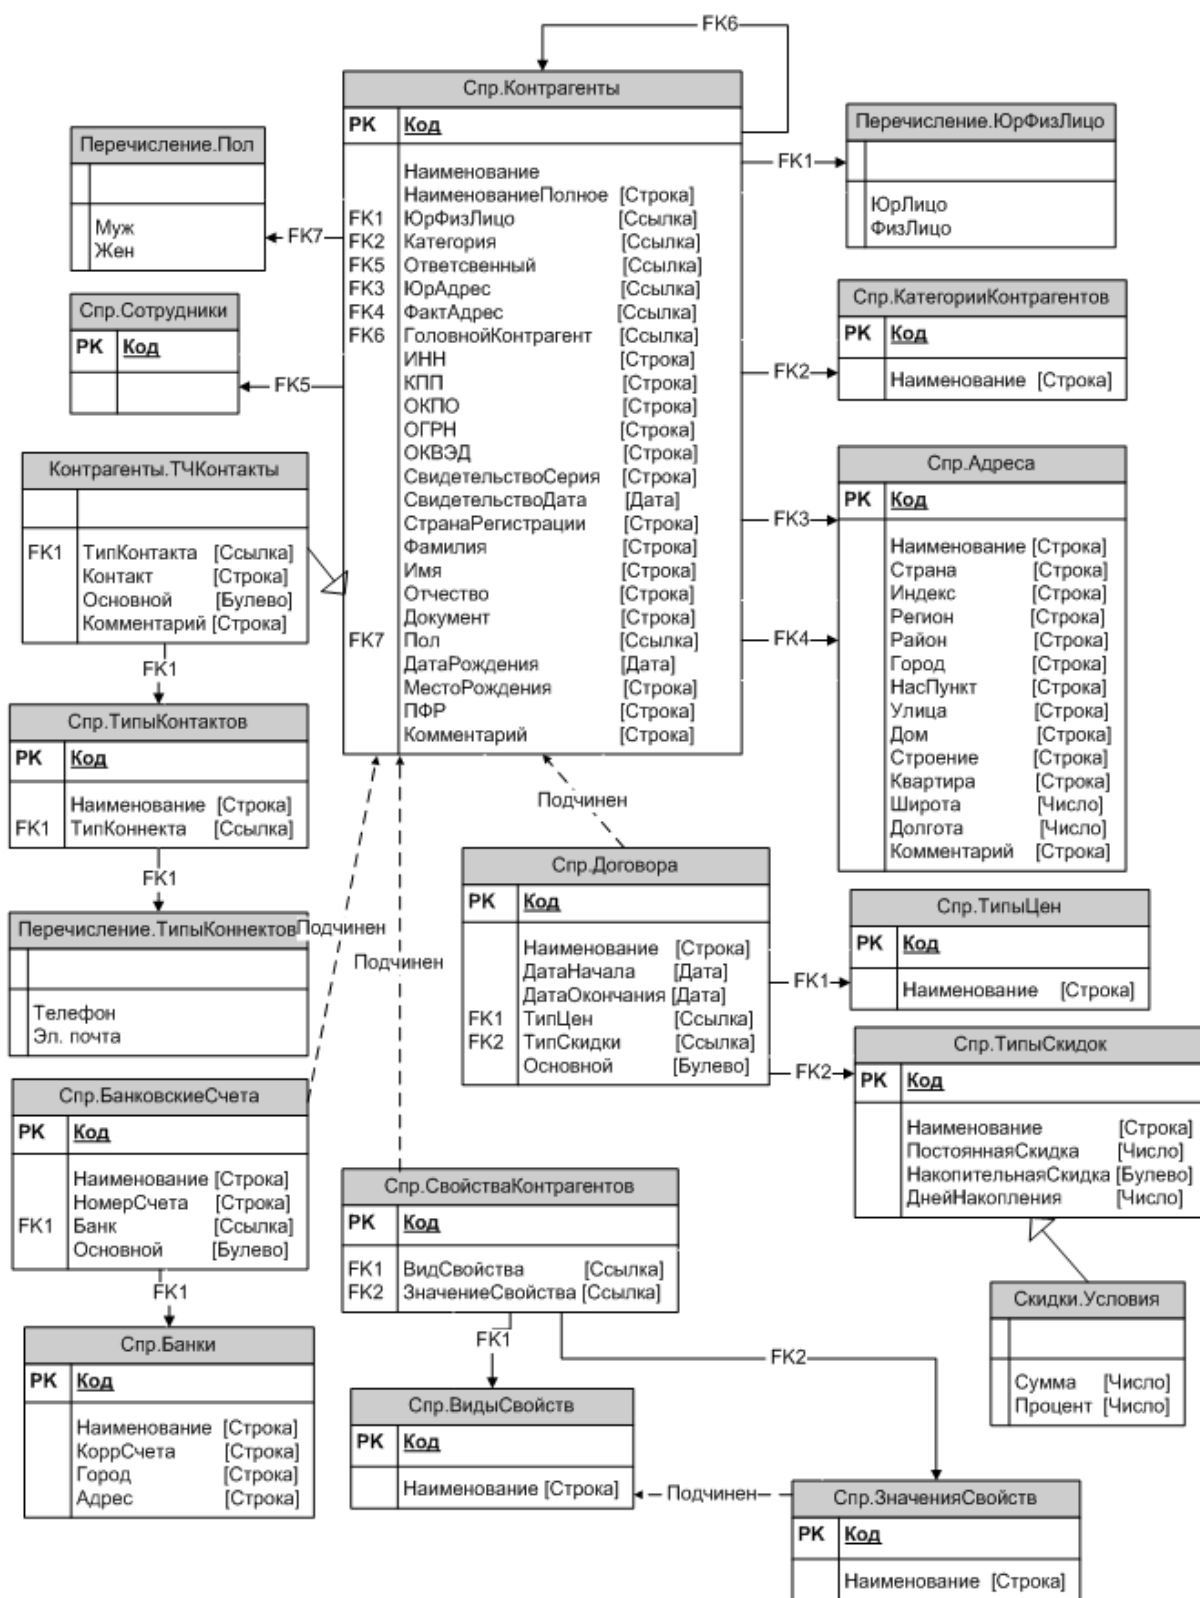 FK6
Спр.Контрагенты
PK Код
Наименование
НаименованиеПолное [Строка]
FK1 ЮрФизЛицо [Ссылка]
FK2 Категория [Ссылка]
FK5 Ответсвенный [Ссылка]
FK3 ЮрАдрес [Ссылка]
FK4 ФактАдрес [Ссылка]
FK6 ГоловнойКонтрагент [Ссылка]
ИНН [Строка]
КПП [Строка]
ОКПО [Строка]
ОГРН [Строка]
ОКВЭД [Строка]
СвидетельствоСерия [Строка]
СвидетельствоДата [Дата]
СтранаРегистрации [Строка]
Фамилия [Строка]
Имя [Строка]
Отчество [Строка]
Документ [Строка]
FK7 Пол [Ссылка]
ДатаРождения [Дата]
МестоРождения [Строка]
ПФР [Строка]
Комментарий [Строка]
Перечисление.Пол
Муж
Жен
FK7
Спр.Сотрудники
PK Код
FK5
Контрагенты.ТЧКонтакты
FK1 ТипКонтакта [Ссылка]
Контакт [Строка]
Основной [Булево]
Комментарий [Строка]
FK1
Спр.ТипыКонтактов
PK Код
Наименование [Строка]
FK1 ТипКоннекта [Ссылка]
FK1
Перечисление.ТипыКоннектов
Телефон
Эл. почта
Подчинен
Спр.БанковскиеСчета
PK Код
Наименование [Строка]
НомерСчета [Строка]
FK1 Банк [Ссылка]
Основной [Булево]
FK1
Спр.Банки
PK Код
Наименование [Строка]
КоррСчета [Строка]
Город [Строка]
Адрес [Строка]
FK1
Перечисление.ЮрФизЛицо
ЮрЛицо
ФизЛицо
FK2
Спр.КатегорииКонтрагентов
PK Код
Наименование [Строка]
FK3
FK4
Спр.Адреса
PK Код
Наименование [Строка]
Страна [Строка]
Индекс [Строка]
Регион [Строка]
Район [Строка]
Город [Строка]
НасПункт [Строка]
Улица [Строка]
Дом [Строка]
Строение [Строка]
Квартира [Строка]
Широта [Число]
Долгота [Число]
Комментарий [Строка]
Подчинен
Спр.Договора
PK Код
Наименование [Строка]
ДатаНачала [Дата]
ДатаОкончания [Дата]
FK1 ТипЦен [Ссылка]
FK2 ТипСкидки [Ссылка]
Основной [Булево]
FK1
Спр.ТипыЦен
PK Код
Наименование [Строка]
FK2
Спр.ТипыСкидок
PK Код
Наименование [Строка]
ПостояннаяСкидка [Число]
НакопительнаяСкидка [Булево]
ДнейНакопления [Число]
Скидки.Условия
Сумма [Число]
Процент [Число]
Подчинен
Спр.СвойстваКонтрагентов
PK Код
FK1 ВидСвойства [Ссылка]
FK2 ЗначениеСвойства [Ссылка]
FK1
FK2
Спр.ВидыСвойств
PK Код
Наименование [Строка]
Подчинен
Спр.ЗначенияСвойств
PK Код
Наименование [Строка]